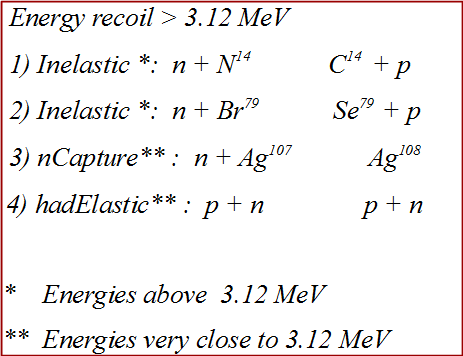 Energy recoil > 3.12 MeV
1) Inelastic *: n + N¹⁴ C¹⁴ + p
2) Inelastic *: n + Br⁷⁹ Se⁷⁹ + p
3) nCapture** : n + Ag¹⁰⁷ Ag¹⁰⁸
4) hadElastic** : p + n p + n
* Energies above 3.12 MeV
** Energies very close to 3.12 MeV